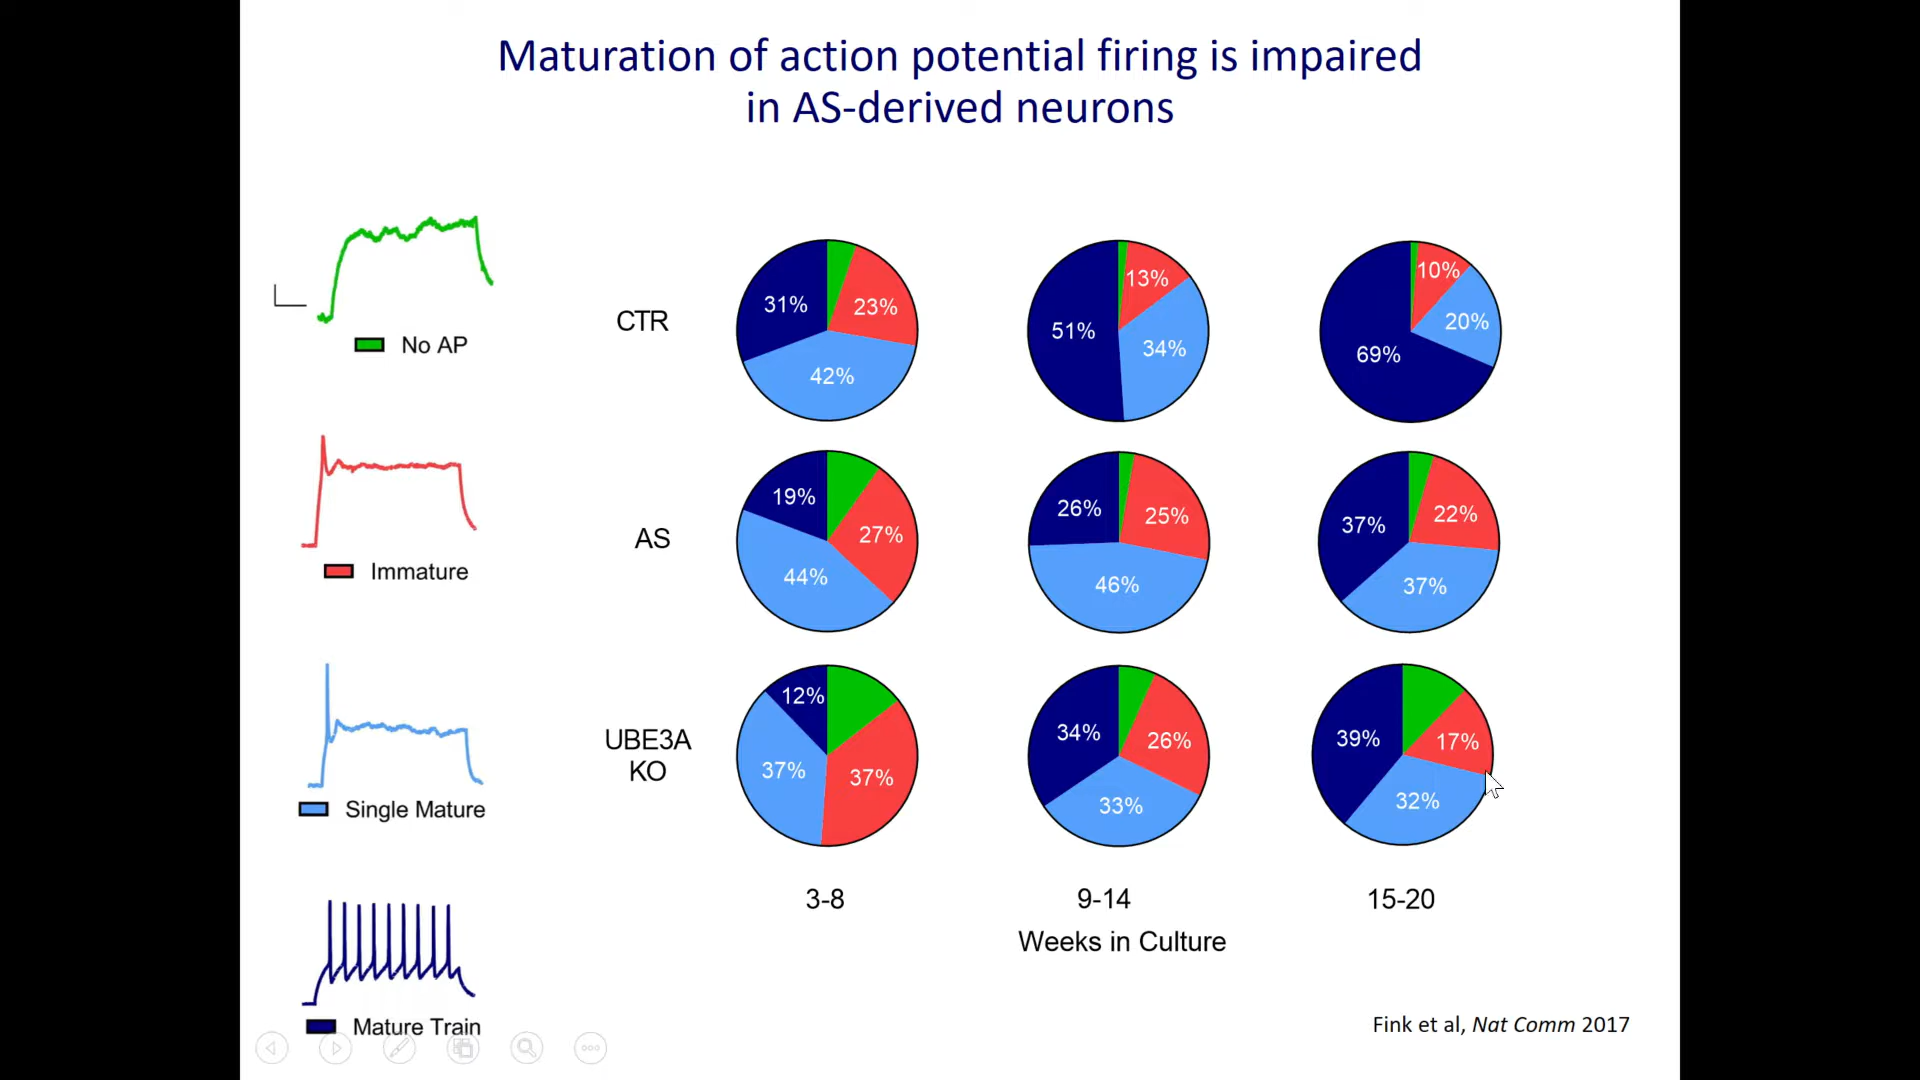 Maturation of action potential firing is impaired
in AS-derived neurons
No AP
Immature
Single Mature
Mature Train
CTR
31%
23%
42%
51%
13%
34%
69%
10%
20%
AS
19%
27%
44%
26%
25%
46%
37%
22%
37%
UBE3A
KO
12%
37%
37%
34%
26%
33%
39%
17%
32%
3-8
9-14
15-20
Weeks in Culture
Fink et al, Nat Comm 2017